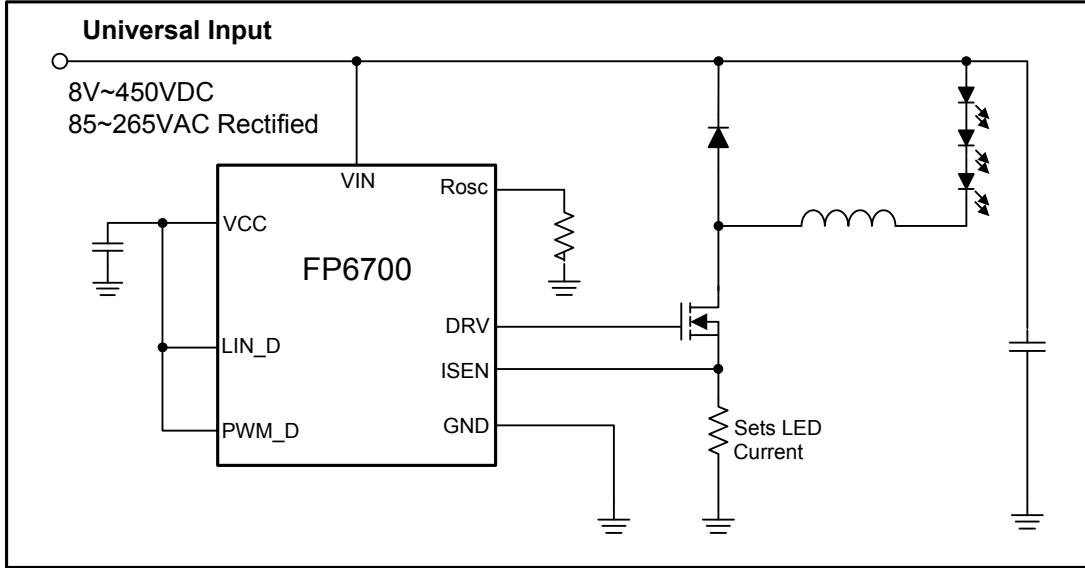 Universal Input
8V~450VDC
85~265VAC Rectified
VIN
Rosc
VCC
FP6700
DRV
LIN_D
ISEN
PWM_D
GND
Sets LED
Current